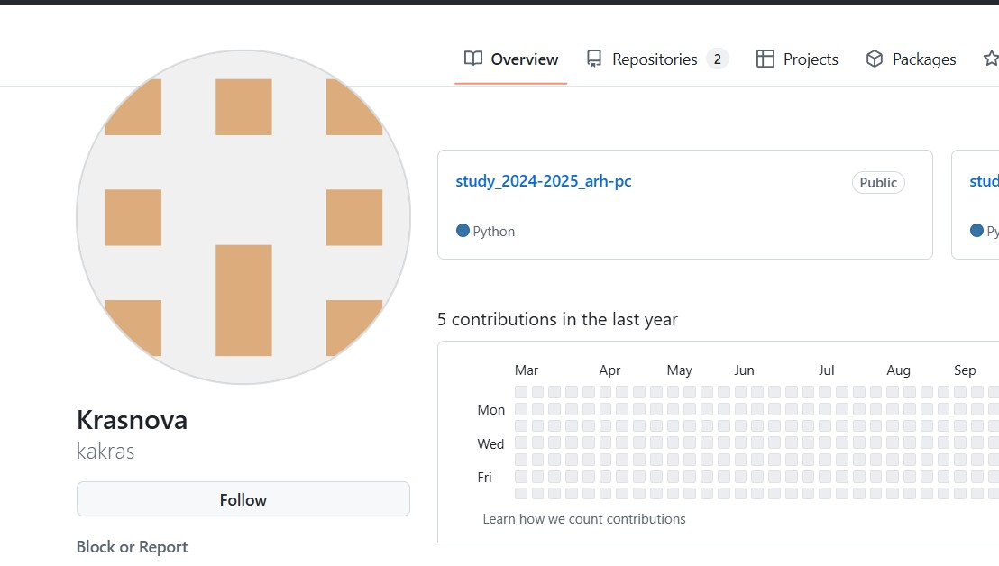 Overview Repositories 2 Projects Packages
study_2024-2025_arh-pc Public stud
Python Py
5 contributions in the last year
Mar Apr May Jun Jul Aug Sep
Mon
Wed
Fri
Learn how we count contributions
Krasnova
kakras
Follow
Block or Report